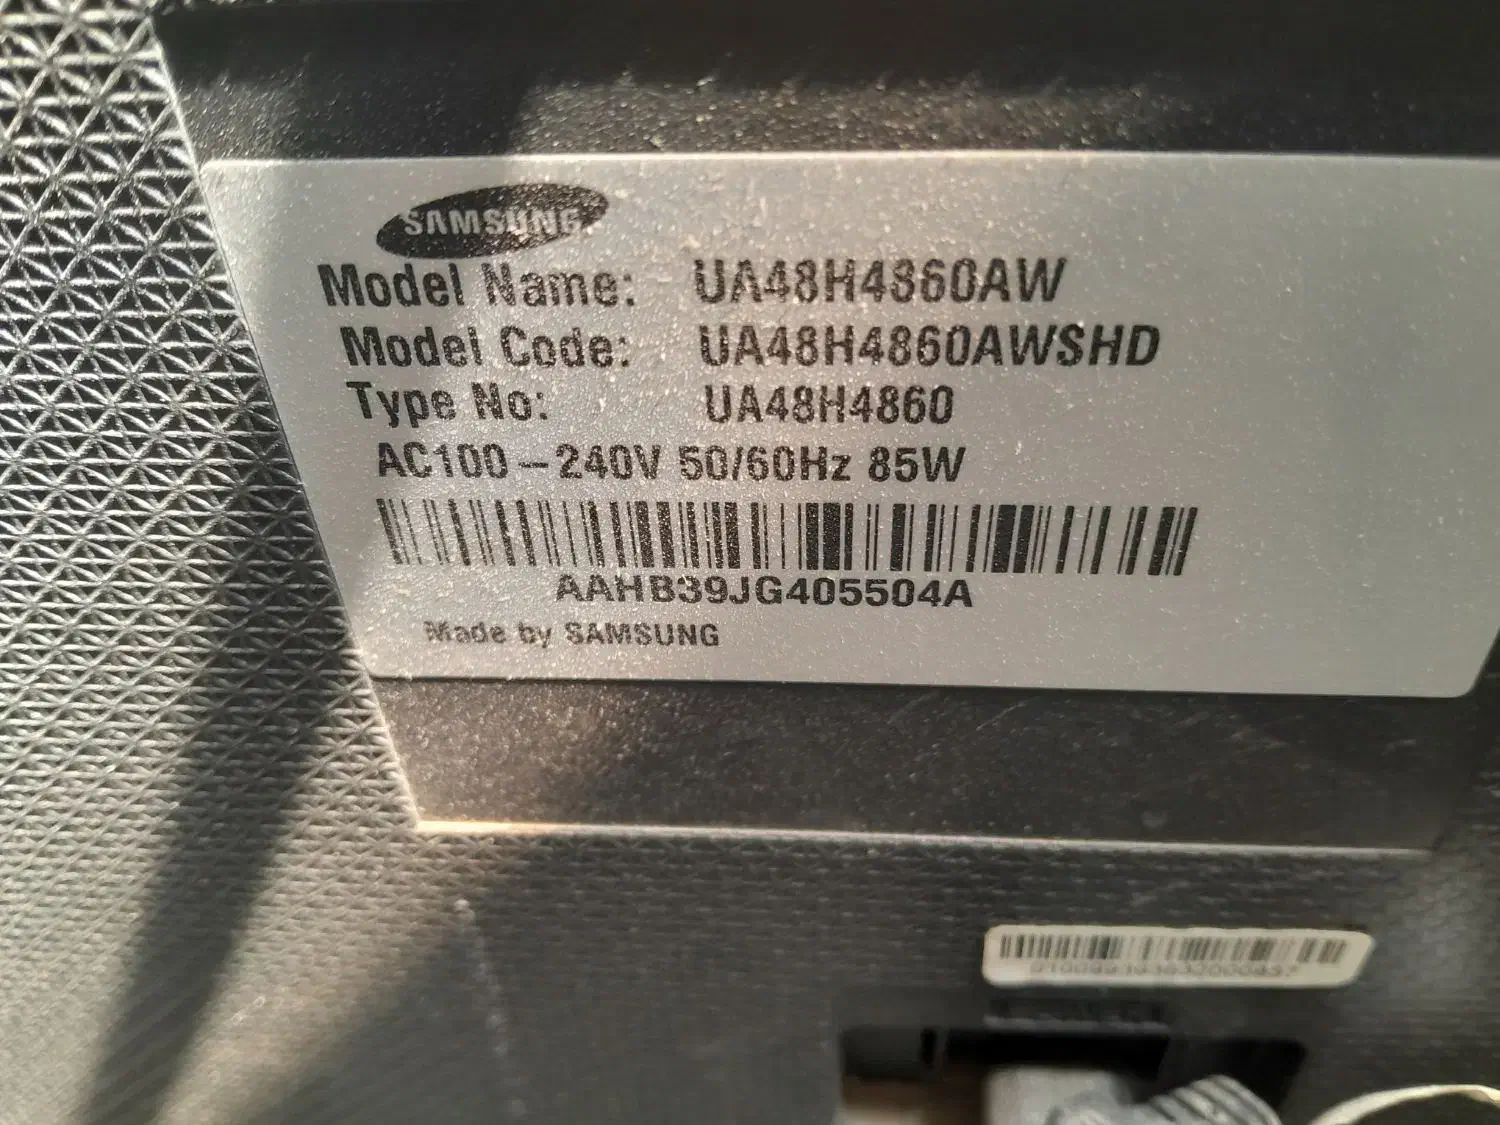 SAMSUNG
Model Name: UA48H4860AW
Model Code: UA48H4860AWSHD
Type No: UA48H4860
AC100 – 240V 50/60Hz 85W
AAHB39JG405504A
Made by SAMSUNG